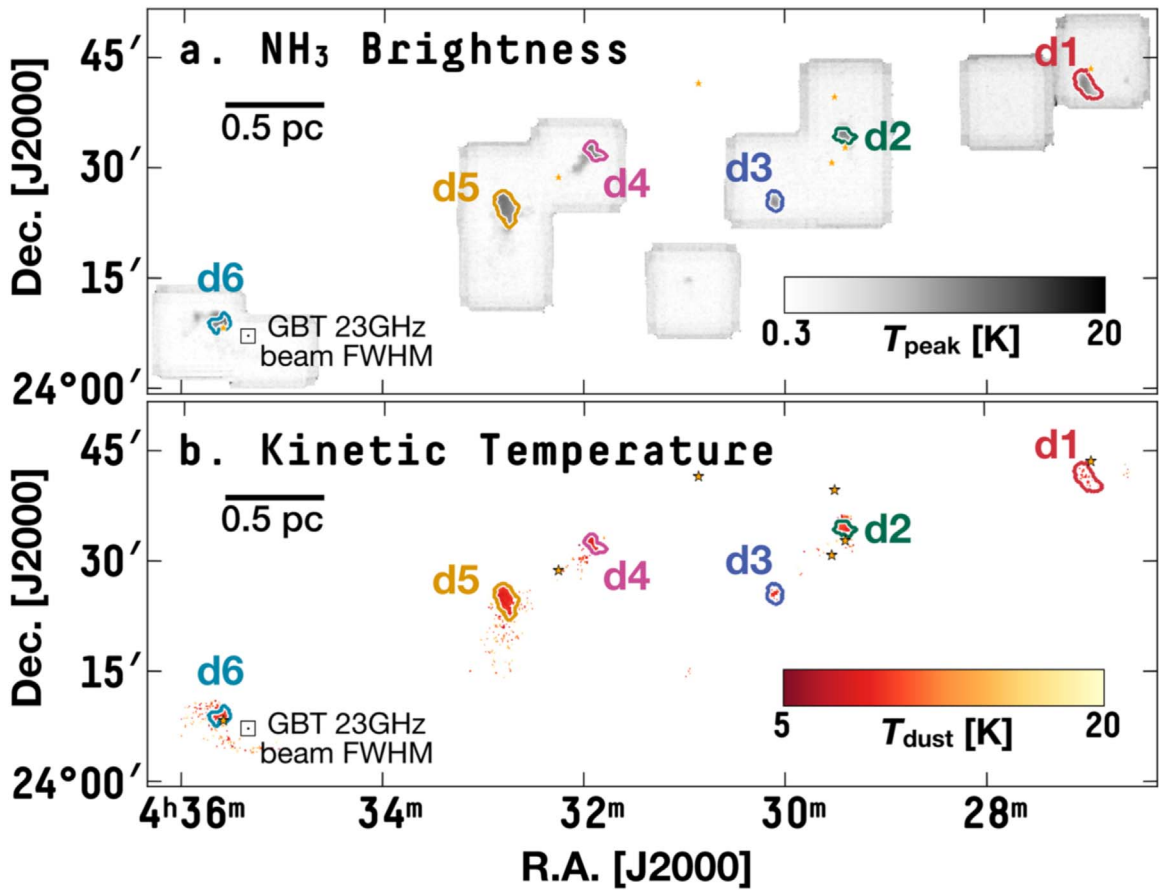 a. NH₃ Brightness
0.5 pc
d1
d2
d3
d4
d5
d6
GBT 23GHz
beam FWHM
0.3
T_peak [K]
20
45′
30′
15′
24°00′
Dec. [J2000]
b. Kinetic Temperature
0.5 pc
d1
d2
d3
d4
d5
d6
GBT 23GHz
beam FWHM
5
T_dust [K]
20
45′
30′
15′
24°00′
Dec. [J2000]
4ʰ36ᵐ
34ᵐ
32ᵐ
30ᵐ
28ᵐ
R.A. [J2000]